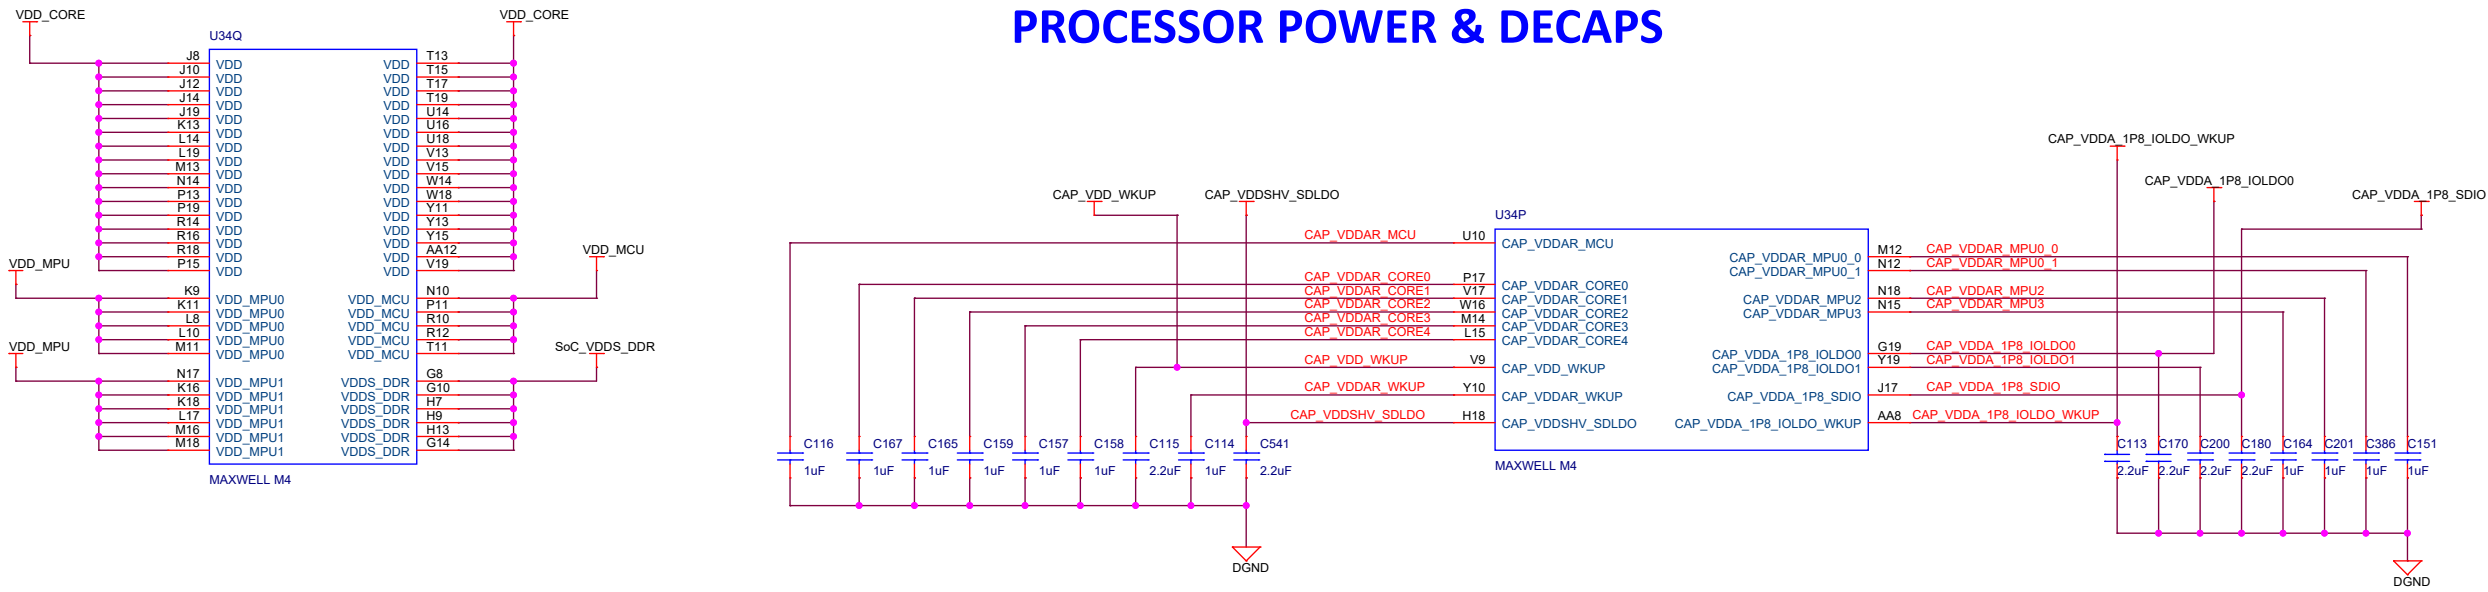 PROCESSOR POWER & DECAPS
VDD_CORE
VDD_CORE
U34Q
J8 VDD VDD T13
J10 VDD VDD T15
J12 VDD VDD T17
J14 VDD VDD T19
J19 VDD VDD U14
K13 VDD VDD U16
L14 VDD VDD U18
L19 VDD VDD V13
M13 VDD VDD V15
N14 VDD VDD W14
P13 VDD VDD W18
P19 VDD VDD Y11
R14 VDD VDD Y13
R16 VDD VDD Y15
R18 VDD VDD AA12
P15 VDD VDD V19
VDD_MPU
VDD_MCU
K9 VDD_MPU0 VDD_MCU N10
K11 VDD_MPU0 VDD_MCU P11
L8 VDD_MPU0 VDD_MCU R10
L10 VDD_MPU0 VDD_MCU R12
M11 VDD_MPU0 VDD_MCU T11
VDD_MPU
SoC_VDDS_DDR
N17 VDD_MPU1 VDDS_DDR G8
K16 VDD_MPU1 VDDS_DDR G10
K18 VDD_MPU1 VDDS_DDR H7
L17 VDD_MPU1 VDDS_DDR H9
M16 VDD_MPU1 VDDS_DDR H13
M18 VDD_MPU1 VDDS_DDR G14
MAXWELL M4
CAP_VDD_WKUP
CAP_VDDSHV_SDLDO
CAP_VDDA_1P8_IOLDO_WKUP
CAP_VDDA_1P8_IOLDO0
CAP_VDDA_1P8_SDIO
U34P
CAP_VDDAR_MCU U10 CAP_VDDAR_MCU
CAP_VDDAR_CORE0 P17 CAP_VDDAR_CORE0
CAP_VDDAR_CORE1 V17 CAP_VDDAR_CORE1
CAP_VDDAR_CORE2 W16 CAP_VDDAR_CORE2
CAP_VDDAR_CORE3 M14 CAP_VDDAR_CORE3
CAP_VDDAR_CORE4 L15 CAP_VDDAR_CORE4
CAP_VDD_WKUP V9 CAP_VDD_WKUP
CAP_VDDAR_WKUP Y10 CAP_VDDAR_WKUP
CAP_VDDSHV_SDLDO H18 CAP_VDDSHV_SDLDO
CAP_VDDAR_MPU0_0 M12 CAP_VDDAR_MPU0_0
CAP_VDDAR_MPU0_1 N12 CAP_VDDAR_MPU0_1
CAP_VDDAR_MPU2 N18 CAP_VDDAR_MPU2
CAP_VDDAR_MPU3 N15 CAP_VDDAR_MPU3
CAP_VDDA_1P8_IOLDO0 G19 CAP_VDDA_1P8_IOLDO0
CAP_VDDA_1P8_IOLDO1 Y19 CAP_VDDA_1P8_IOLDO1
CAP_VDDA_1P8_SDIO J17 CAP_VDDA_1P8_SDIO
CAP_VDDA_1P8_IOLDO_WKUP AA8 CAP_VDDA_1P8_IOLDO_WKUP
MAXWELL M4
C116 C167 C165 C159 C157 C158 C115 C114 C541
1uF 1uF 1uF 1uF 1uF 1uF 2.2uF 1uF 2.2uF
DGND
C113 C170 C200 C180 C164 C201 C386 C151
2.2uF 2.2uF 2.2uF 2.2uF 1uF 1uF 1uF 1uF
DGND